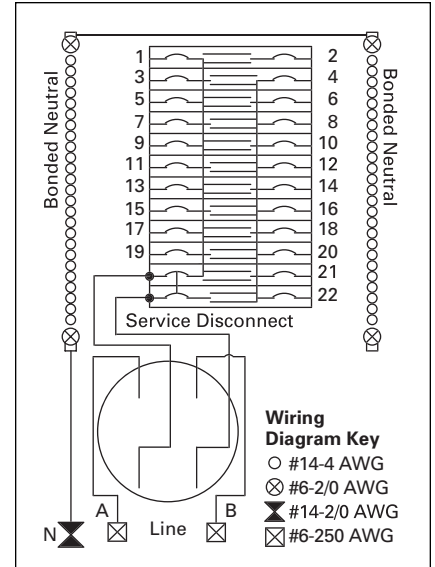 1 2
3 4
5 6
7 8
9 10
11 12
13 14
15 16
17 18
19 20
21
22
Bonded Neutral
Bonded Neutral
Service Disconnect
Wiring
Diagram Key
#14-4 AWG
#6-2/0 AWG
#14-2/0 AWG
#6-250 AWG
A B
N Line